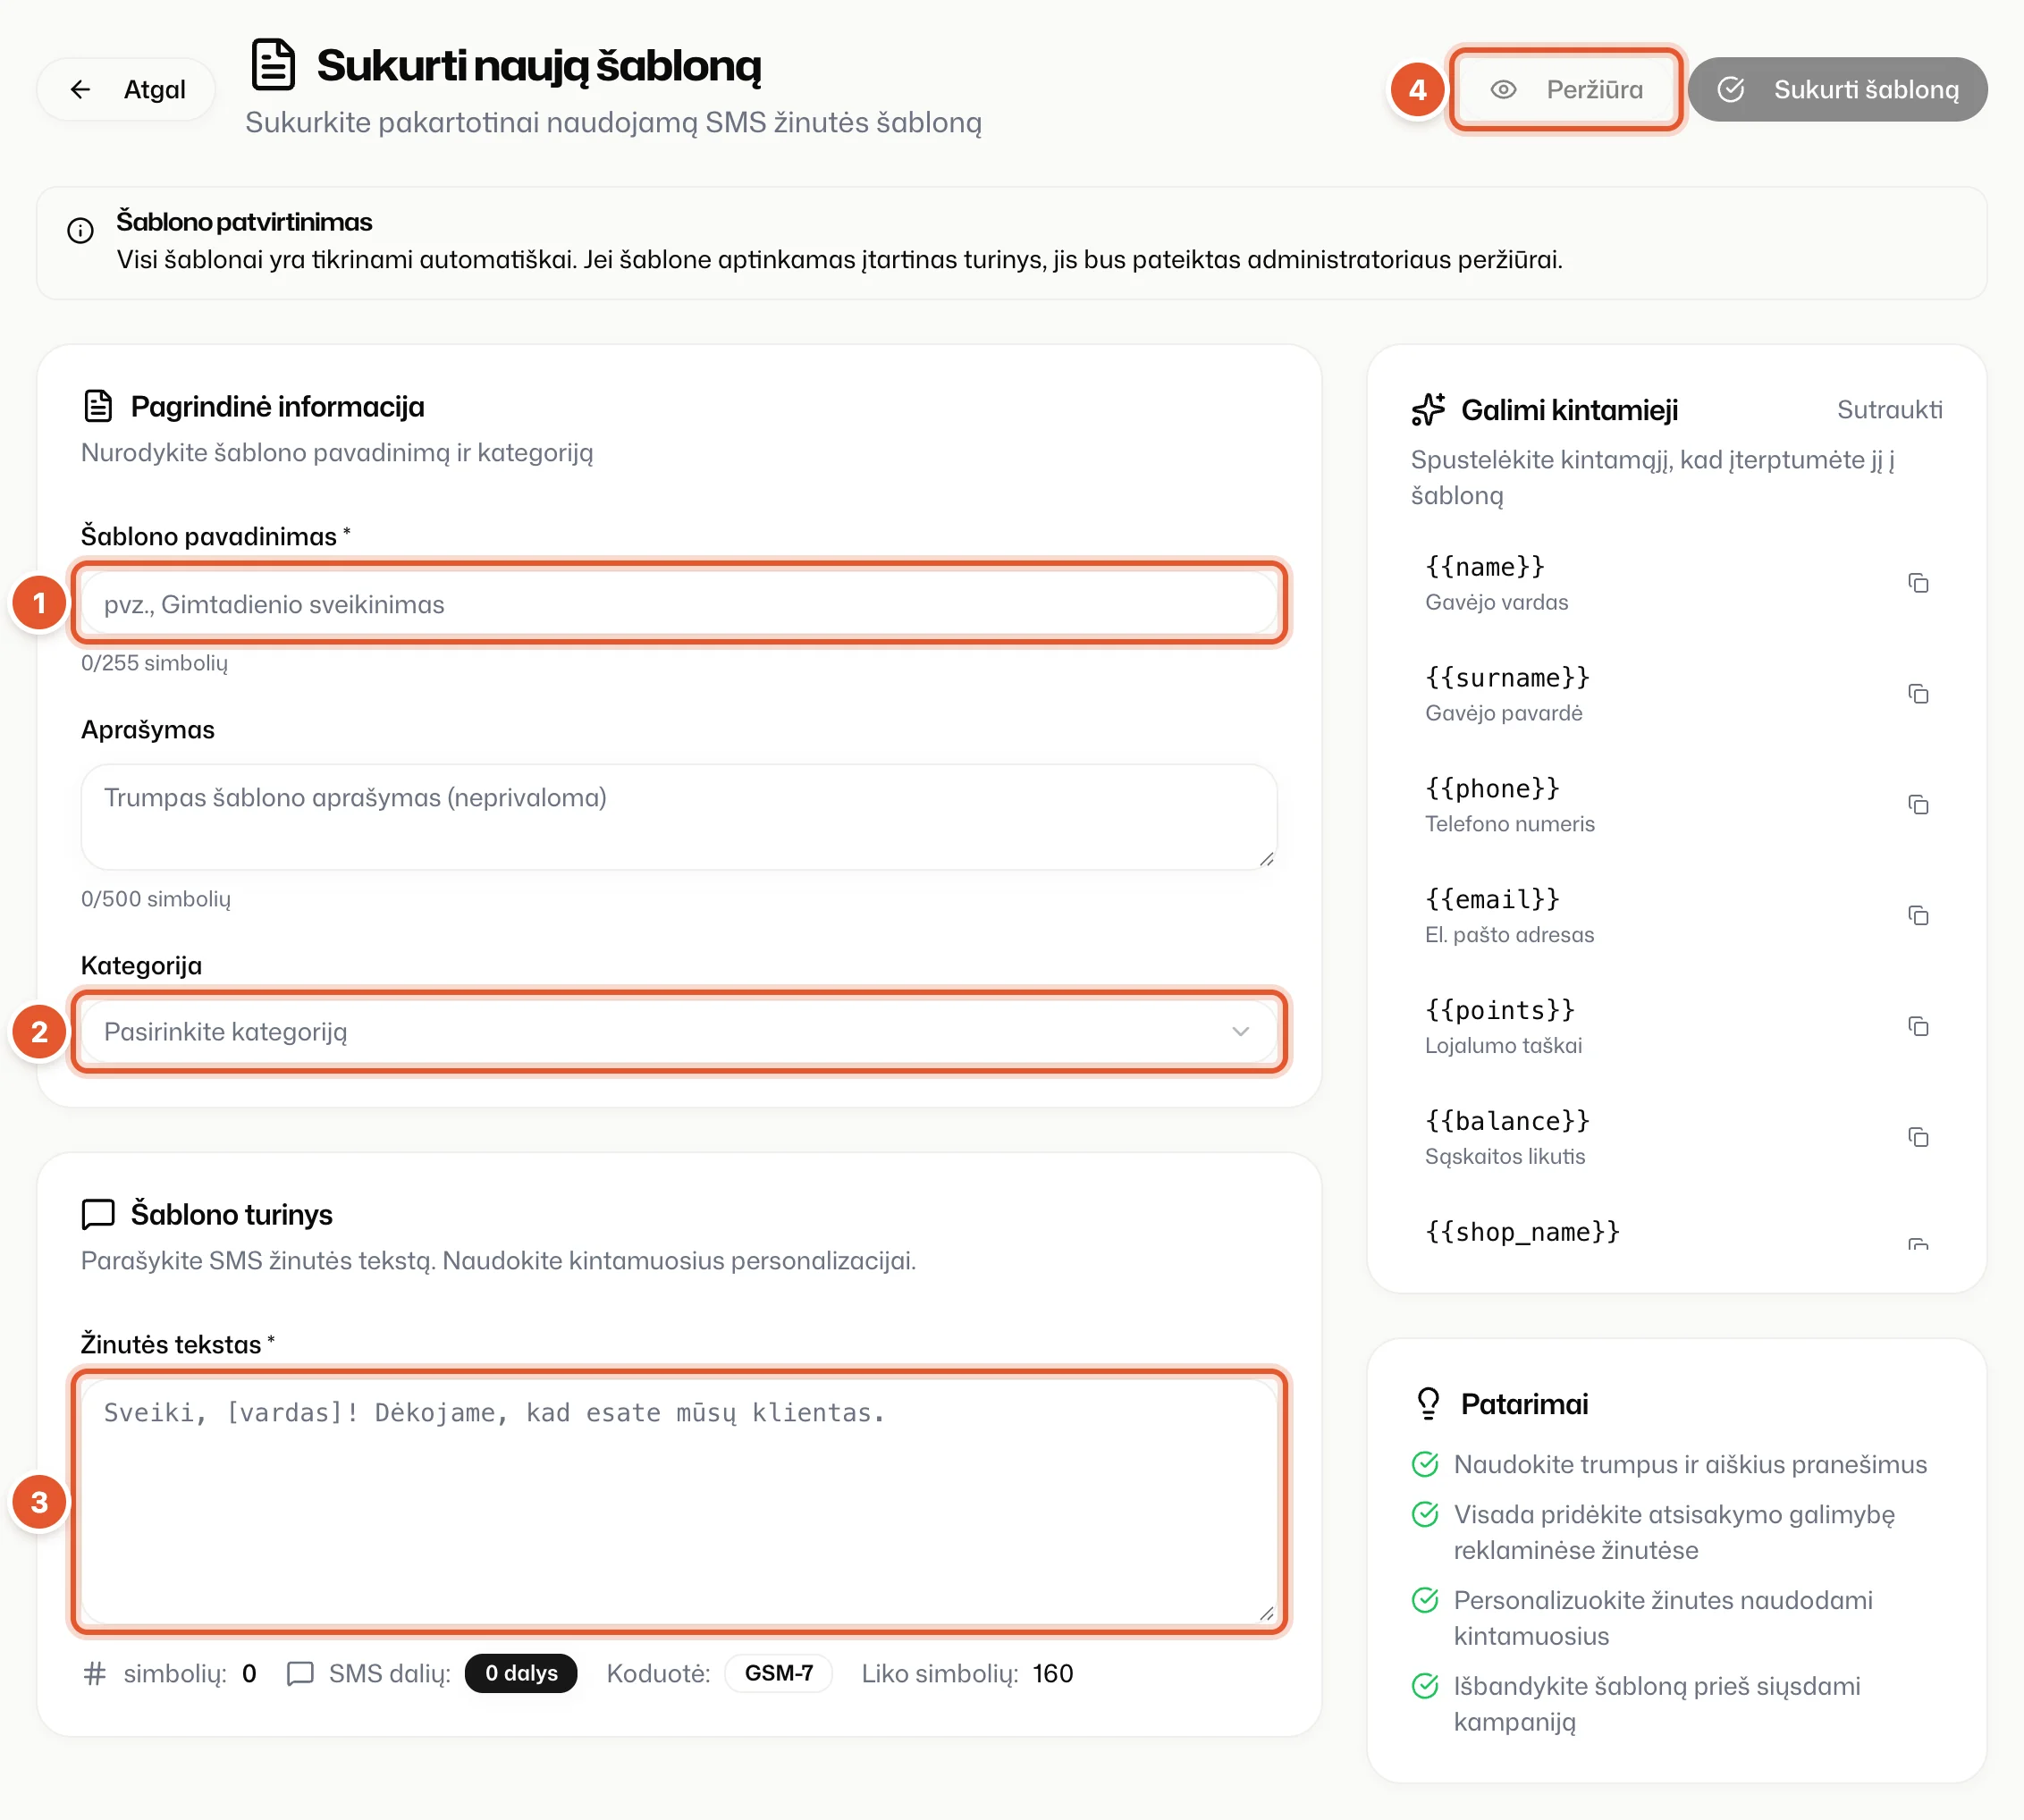 Atgal
Sukurti naują šabloną
Sukurkite pakartotinai naudojamą SMS žinutės šabloną
4
Peržiūra
Sukurti šabloną
Šablono patvirtinimas
Visi šablonai yra tikrinami automatiškai. Jei šablone aptinkamas įtartinas turinys, jis bus pateiktas administratoriaus peržiūrai.
Pagrindinė informacija
Nurodykite šablono pavadinimą ir kategoriją
Šablono pavadinimas *
1
pvz., Gimtadienio sveikinimas
0/255 simbolių
Aprašymas
Trumpas šablono aprašymas (neprivaloma)
0/500 simbolių
Kategorija
2
Pasirinkite kategoriją
Šablono turinys
Parašykite SMS žinutės tekstą. Naudokite kintamuosius personalizacijai.
Žinutės tekstas *
3
Sveiki, [vardas]! Dėkojame, kad esate mūsų klientas.
simbolių: 0 SMS dalių: 0 dalys Koduotė: GSM-7 Liko simbolių: 160
Galimi kintamieji
Sutraukti
Spustelėkite kintamąjį, kad įterptumėte jį į
šabloną
{{name}}
Gavėjo vardas
{{surname}}
Gavėjo pavardė
{{phone}}
Telefono numeris
{{email}}
El. pašto adresas
{{points}}
Lojalumo taškai
{{balance}}
Sąskaitos likutis
{{shop_name}}
Patarimai
Naudokite trumpus ir aiškius pranešimus
Visada pridėkite atsisakymo galimybę
reklaminėse žinutėse
Personalizuokite žinutes naudodami
kintamuosius
Išbandykite šabloną prieš siųsdami
kampaniją